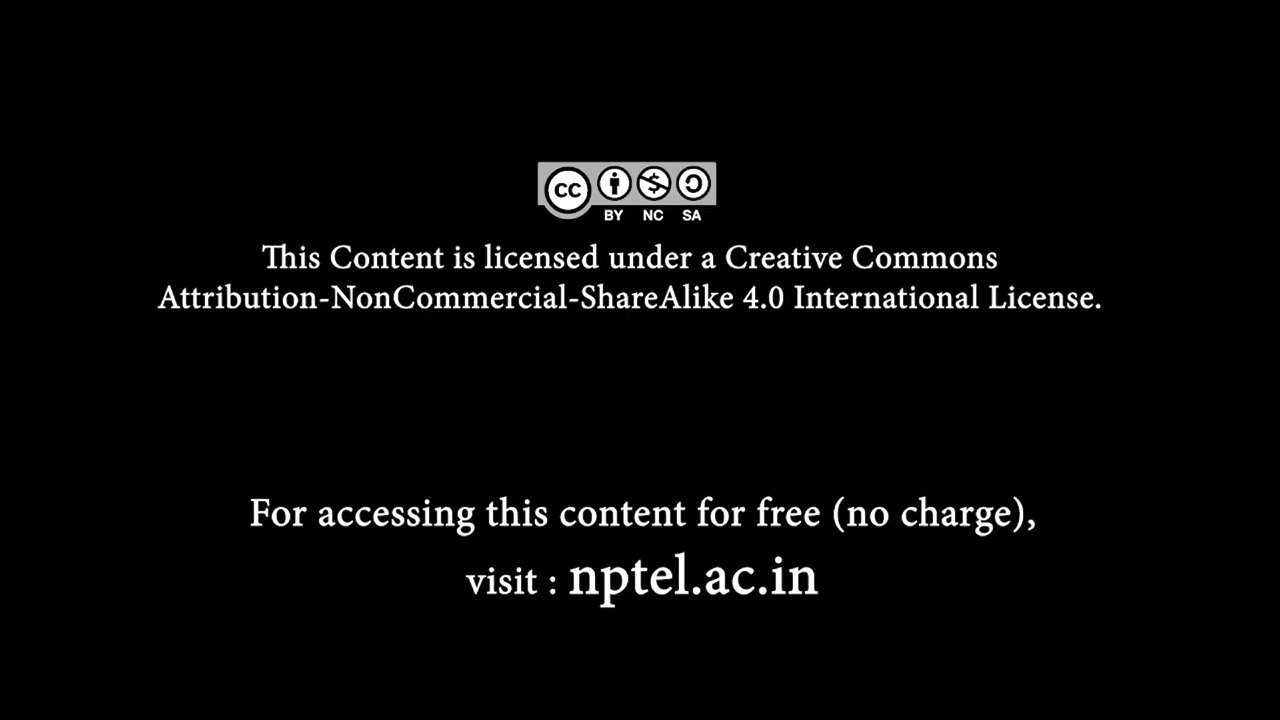 cc
BY NC SA
This Content is licensed under a Creative Commons
Attribution-NonCommercial-ShareAlike 4.0 International License.
For accessing this content for free (no charge),
visit : nptel.ac.in